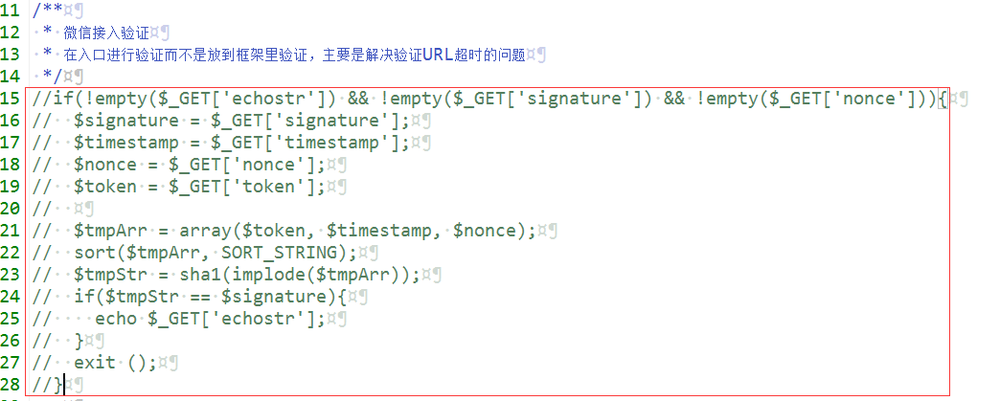 11 /**
12  * 微信接入验证
13  * 在入口进行验证而不是放到框架里验证，主要是解决验证URL超时的问题
14  */
15 //if(!empty($_GET['echostr']) && !empty($_GET['signature']) && !empty($_GET['nonce'])){
16 //  $signature = $_GET['signature'];
17 //  $timestamp = $_GET['timestamp'];
18 //  $nonce = $_GET['nonce'];
19 //  $token = $_GET['token'];
20 //
21 //  $tmpArr = array($token, $timestamp, $nonce);
22 //  sort($tmpArr, SORT_STRING);
23 //  $tmpStr = sha1(implode($tmpArr));
24 //  if($tmpStr == $signature){
25 //    echo $_GET['echostr'];
26 //  }
27 //  exit ();
28 //}